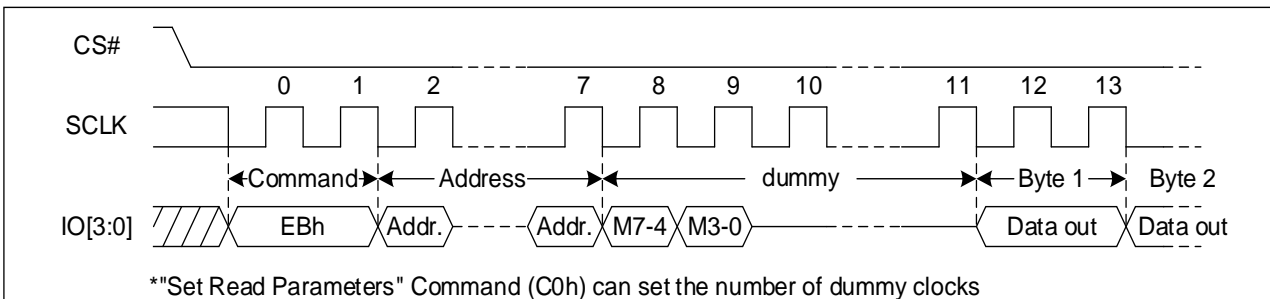 CS#
0 1 2 7 8 9 10 11 12 13
SCLK
Command Address dummy Byte 1 Byte 2
IO[3:0] EBh Addr. Addr. M7-4 M3-0 Data out Data out
*"Set Read Parameters" Command (C0h) can set the number of dummy clocks